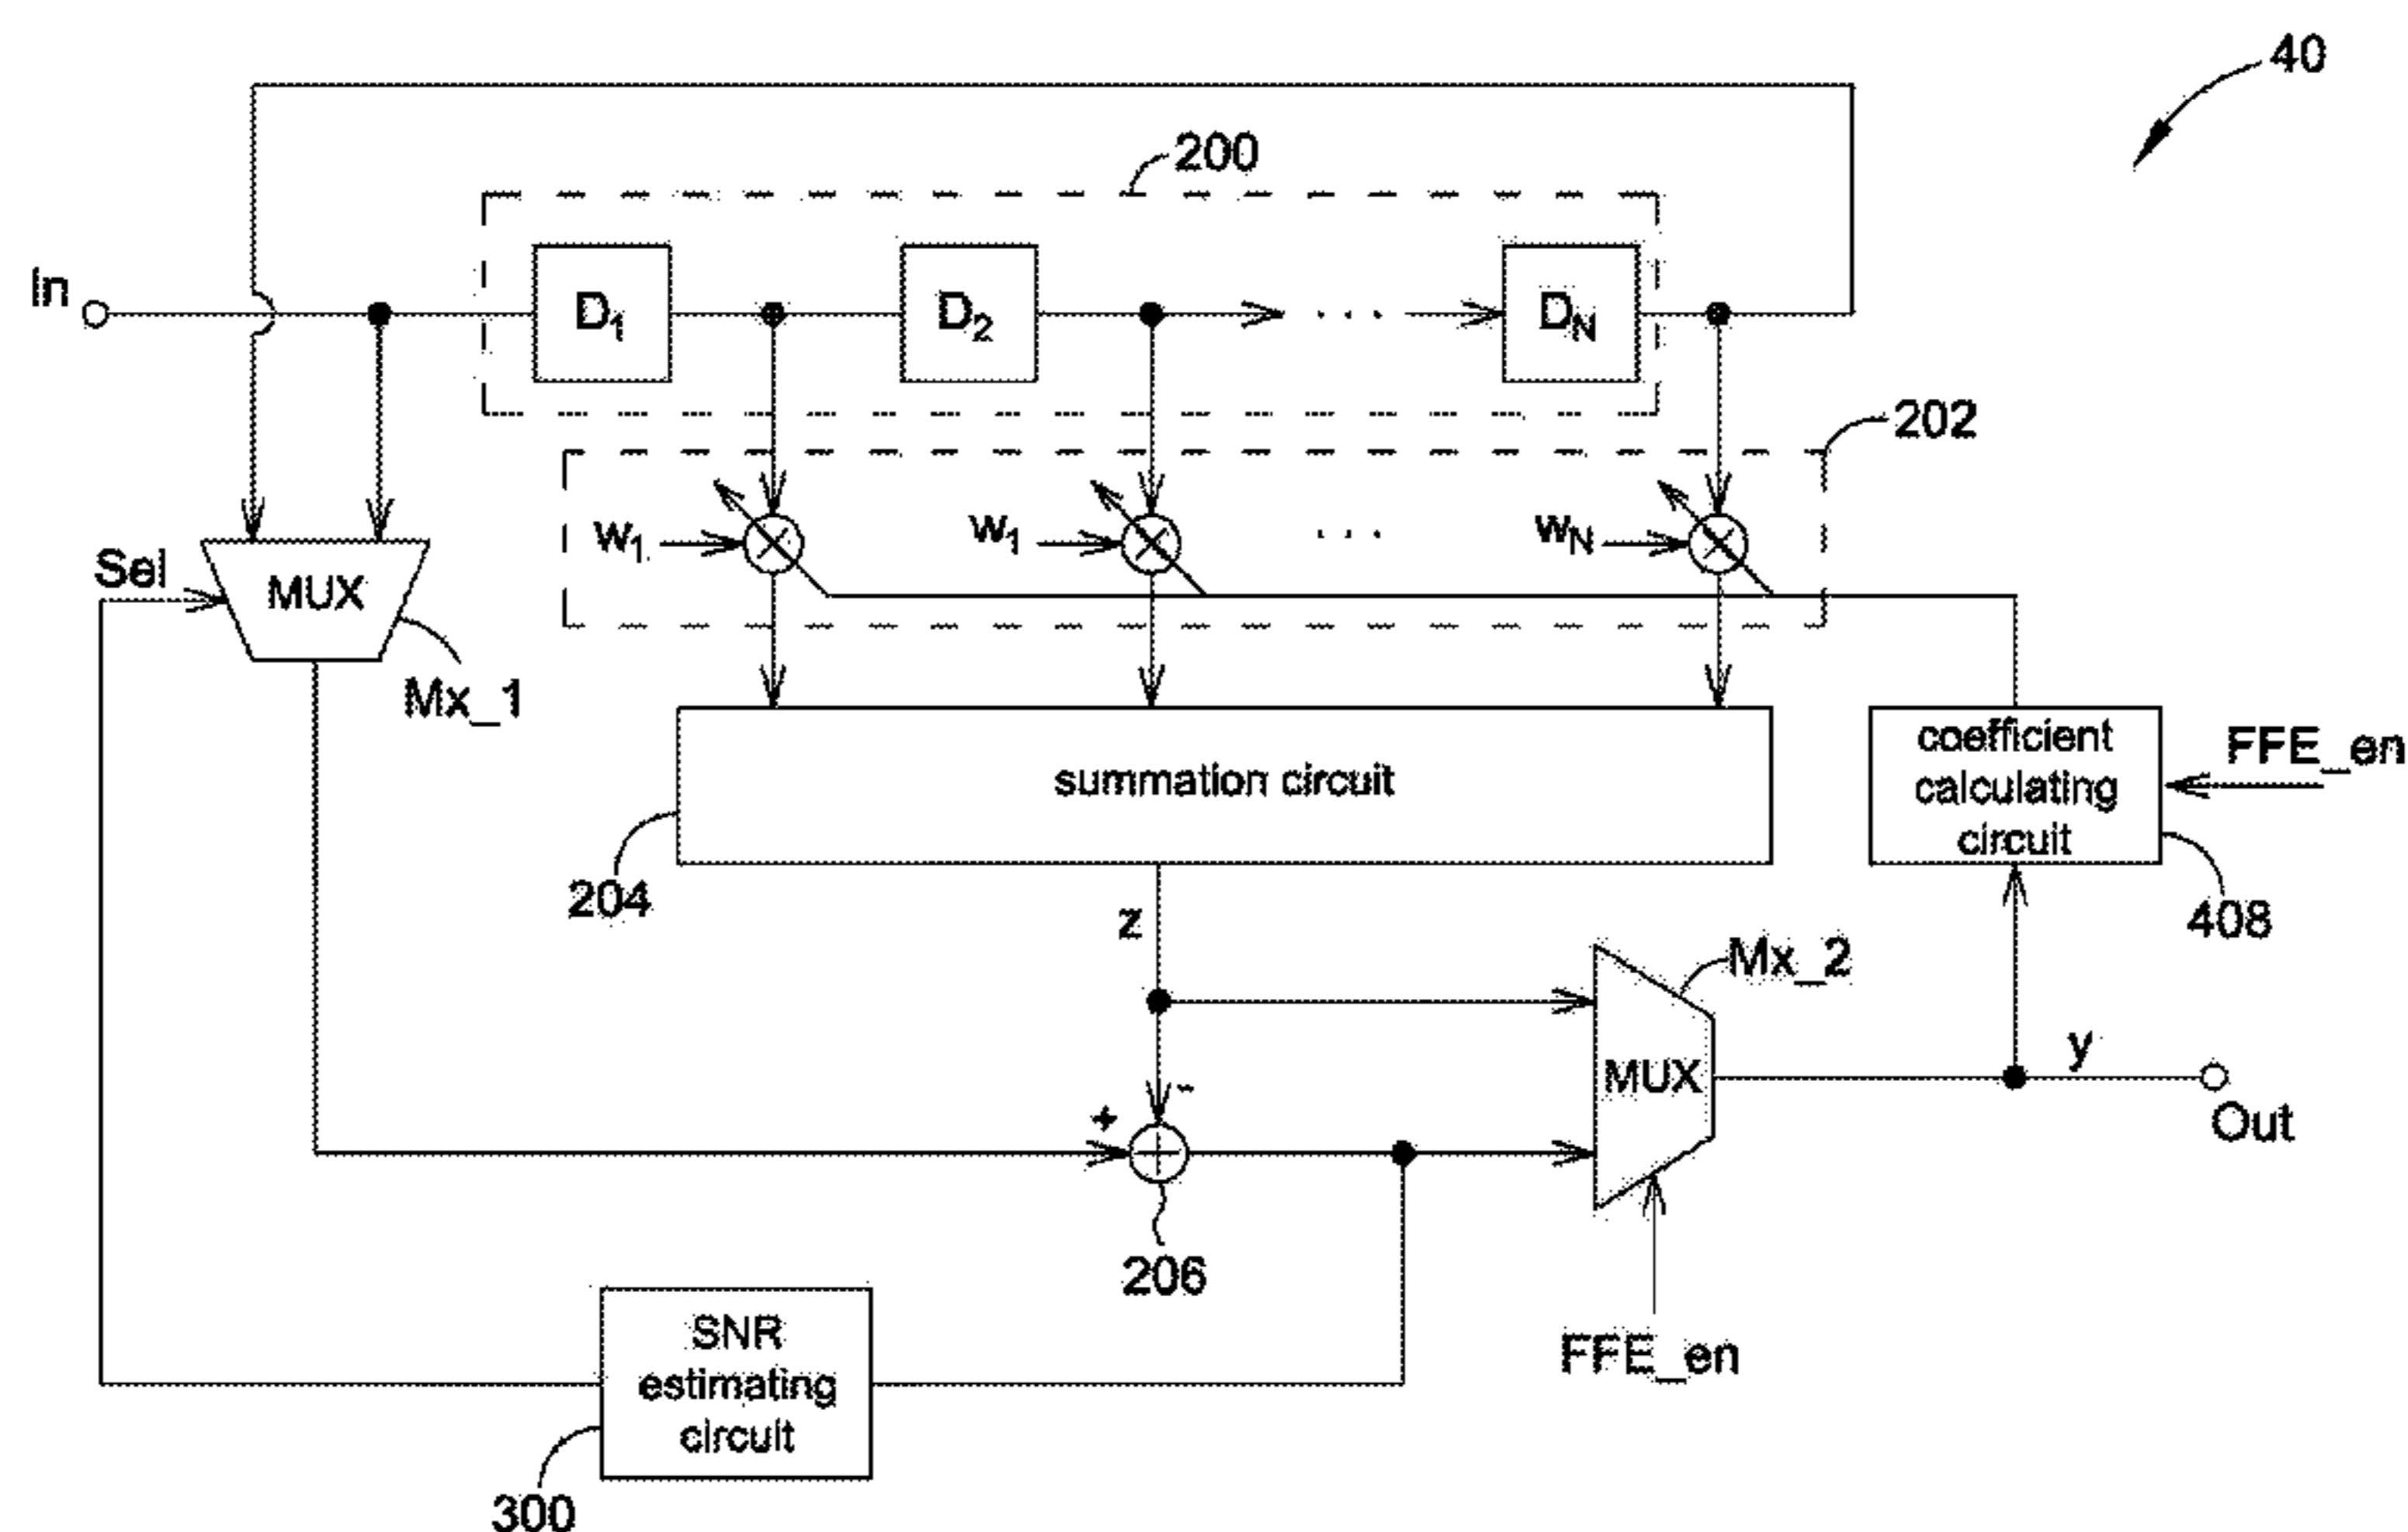 40
200
In
D1
D2
. . .
DN
202
w1
w1
. . .
wN
Sel
MUX
Mx_1
summation circuit
coefficient
calculating
circuit
FFE_en
204
z
408
Mx_2
MUX
y
Out
+
-
206
FFE_en
SNR
estimating
circuit
300